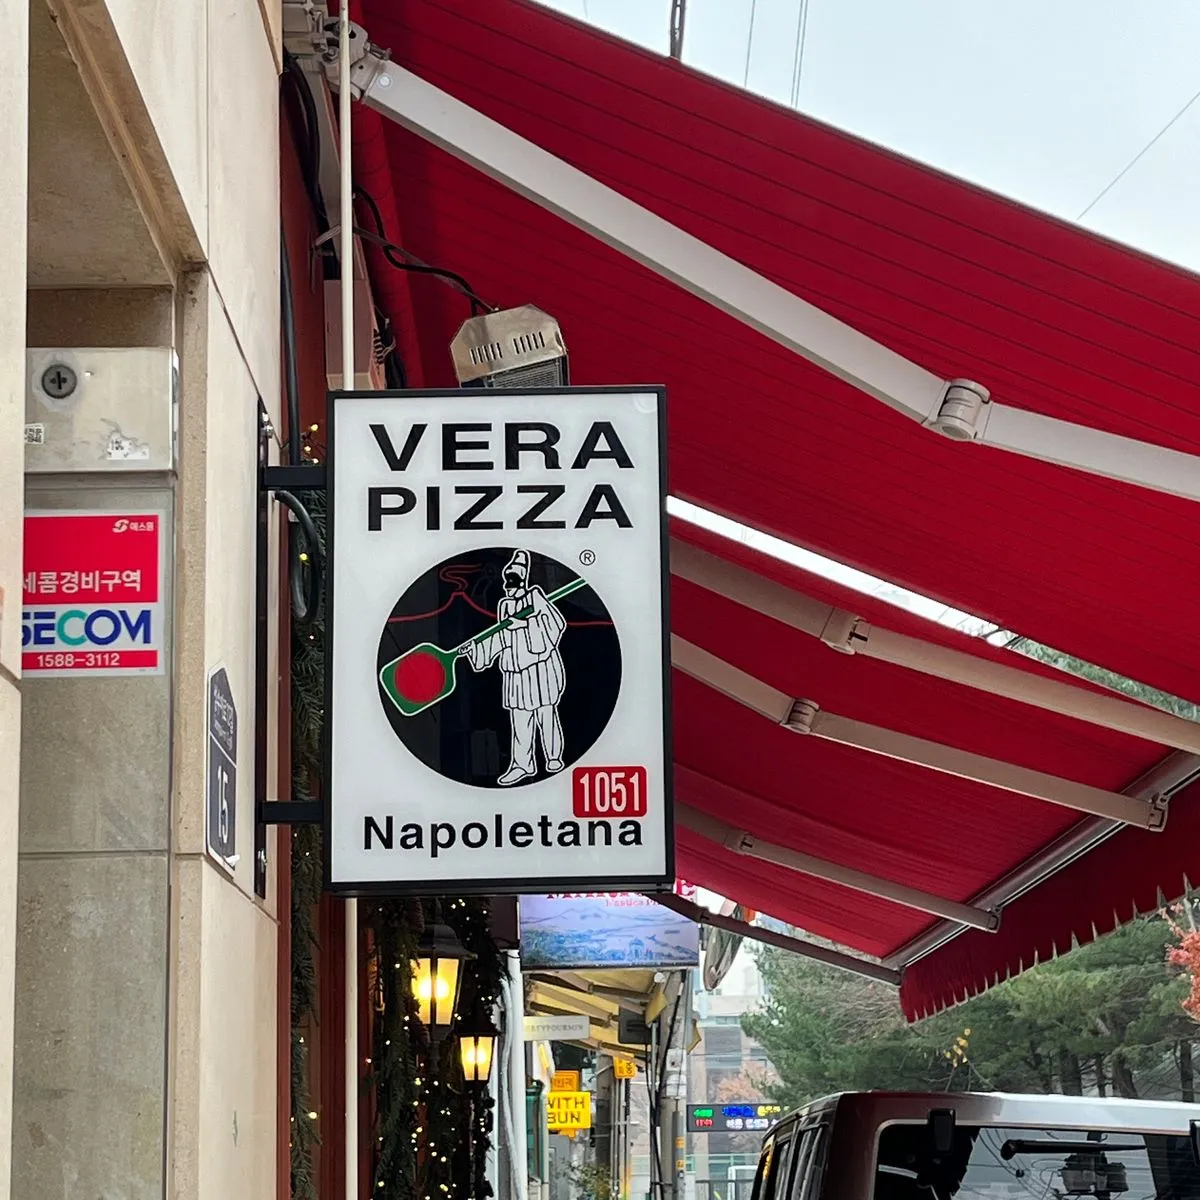 VERA
PIZZA
®
1051
Napoletana
에스원
세콤경비구역
SECOM
1588-3112
15
WITH
BUN